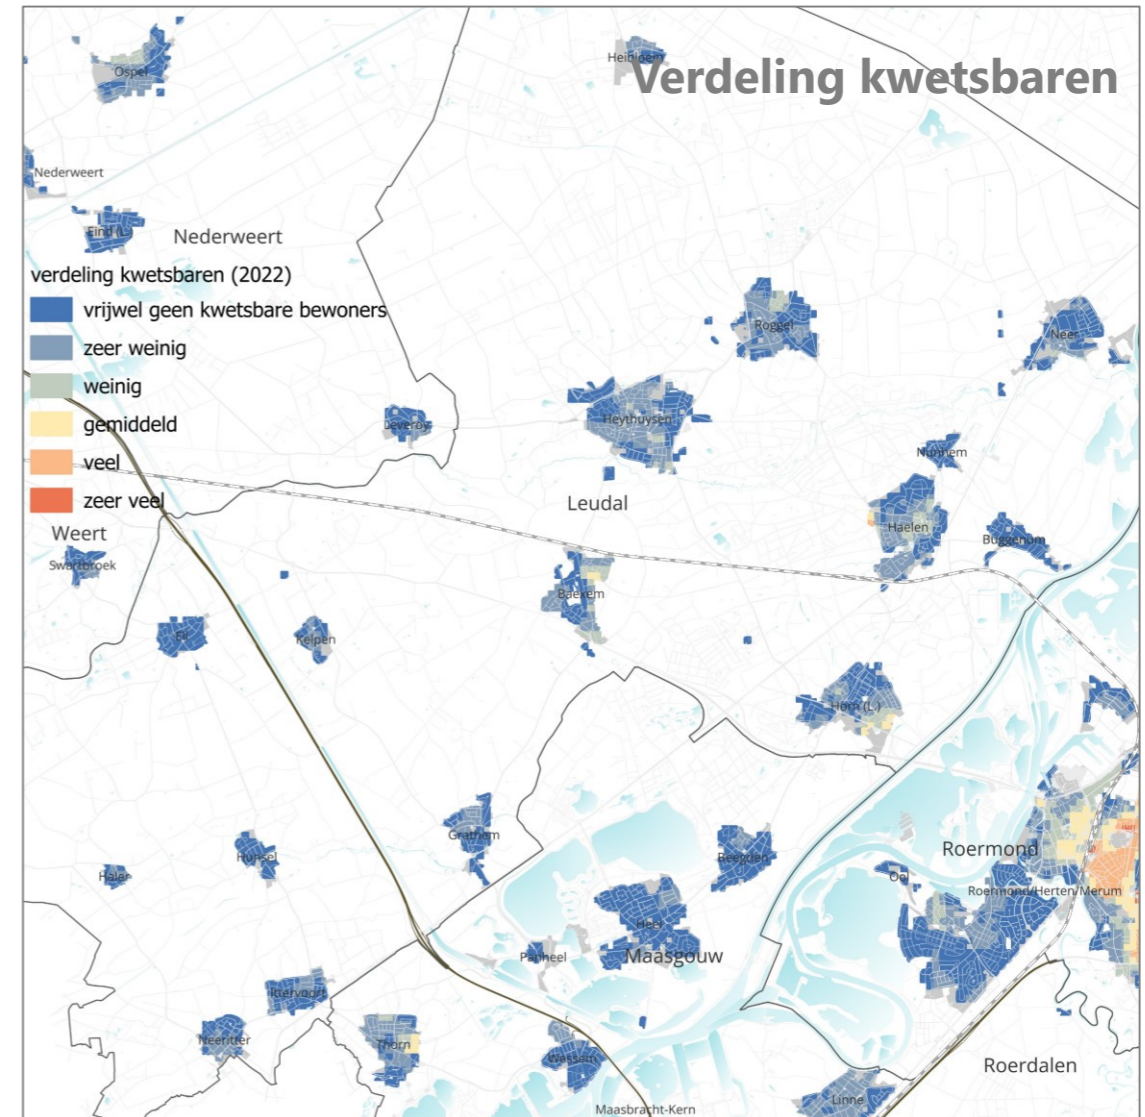 Verdeling kwetsbaren
Heibloem
Ospel
Nederweert
Eind (L.)
Nederweert
verdeling kwetsbaren (2022)
vrijwel geen kwetsbare bewoners
zeer weinig
weinig
gemiddeld
veel
zeer veel
Roggel
Neer
Leveroy
Heythuysen
Nunhem
Leudal
Haelen
Buggenum
Weert
Swartbroek
Baexem
Ell
Kelpen
Horn (L.)
Grathem
Hunsel
Beegden
Roermond
Haler
Ool
Roermond/Herten/Merum
Heel
Panheel
Maasgouw
Ittervoort
Neeritter
Thorn
Wessem
Roerdalen
Linne
Maasbracht-Kern